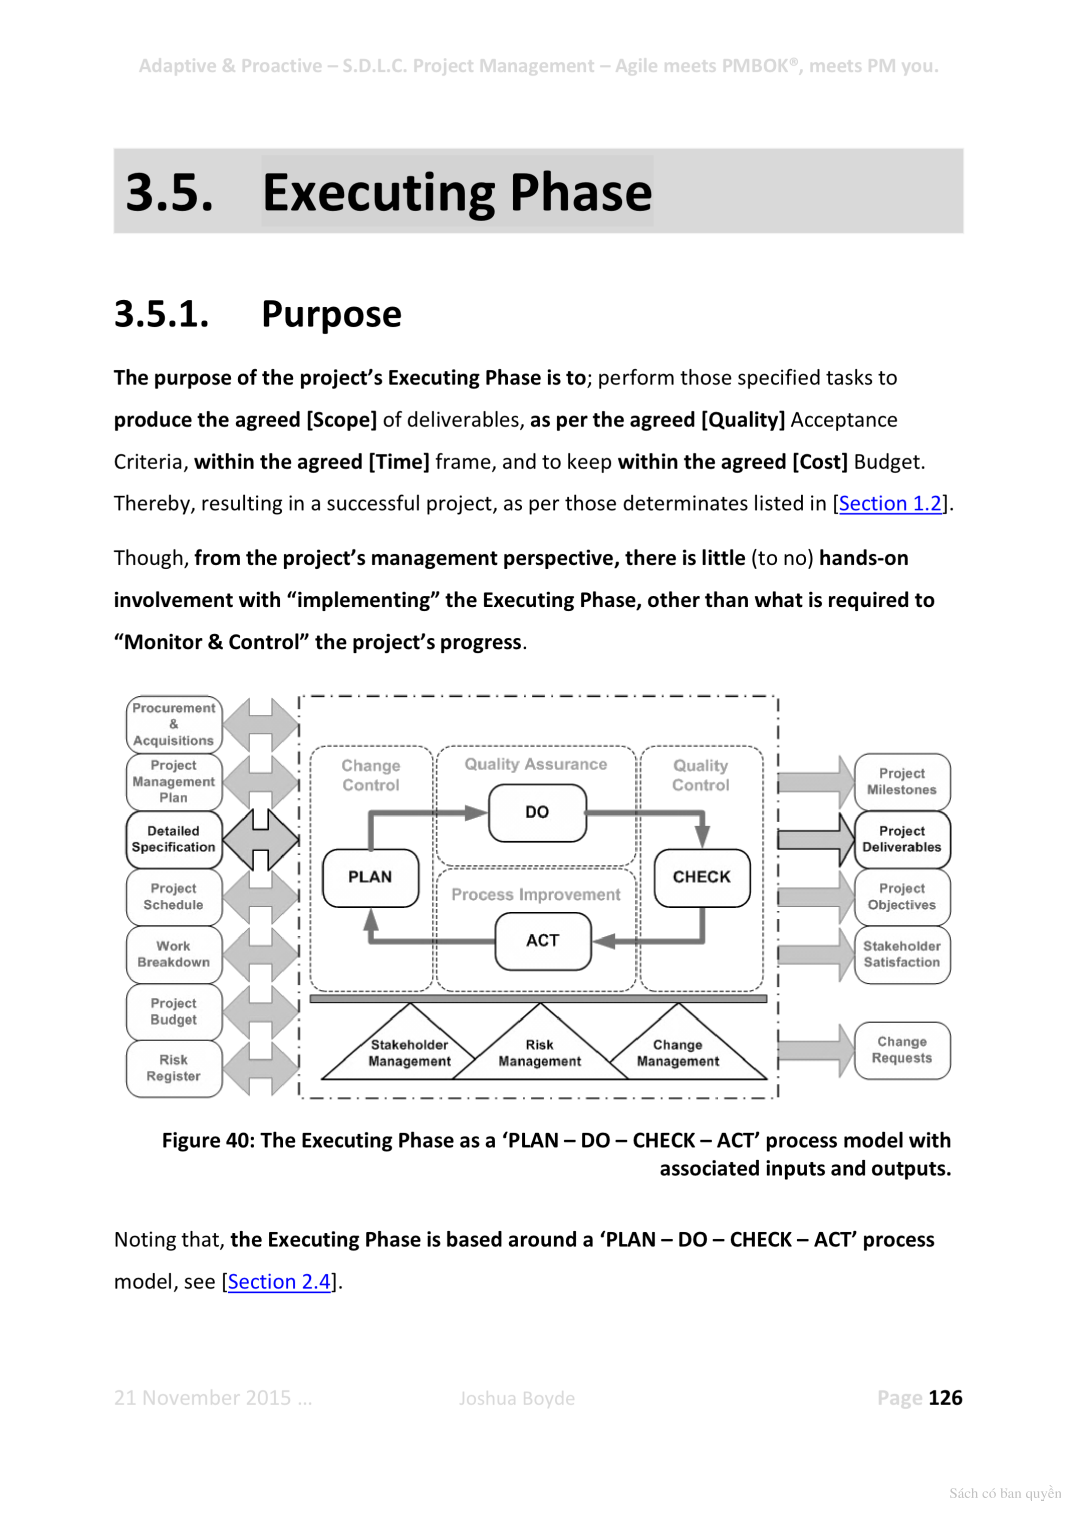 Adaptive & Proactive – S.D.L.C. Project Management – Agile meets PMBOK®, meets PM you.
3.5. Executing Phase
3.5.1. Purpose
The purpose of the project’s Executing Phase is to; perform those specified tasks to
produce the agreed [Scope] of deliverables, as per the agreed [Quality] Acceptance
Criteria, within the agreed [Time] frame, and to keep within the agreed [Cost] Budget.
Thereby, resulting in a successful project, as per those determinates listed in [Section 1.2].
Though, from the project’s management perspective, there is little (to no) hands-on
involvement with “implementing” the Executing Phase, other than what is required to
“Monitor & Control” the project’s progress.
Procurement
&
Acquisitions
Project
Management
Plan
Detailed
Specification
Project
Schedule
Work
Breakdown
Project
Budget
Risk
Register
Change
Control
Quality Assurance
Quality
Control
DO
PLAN
CHECK
Process Improvement
ACT
Stakeholder
Management
Risk
Management
Change
Management
Project
Milestones
Project
Deliverables
Project
Objectives
Stakeholder
Satisfaction
Change
Requests
Figure 40: The Executing Phase as a ‘PLAN – DO – CHECK – ACT’ process model with
associated inputs and outputs.
Noting that, the Executing Phase is based around a ‘PLAN – DO – CHECK – ACT’ process
model, see [Section 2.4].
21 November 2015 ... Joshua Boyde Page 126
Sách có bản quyền